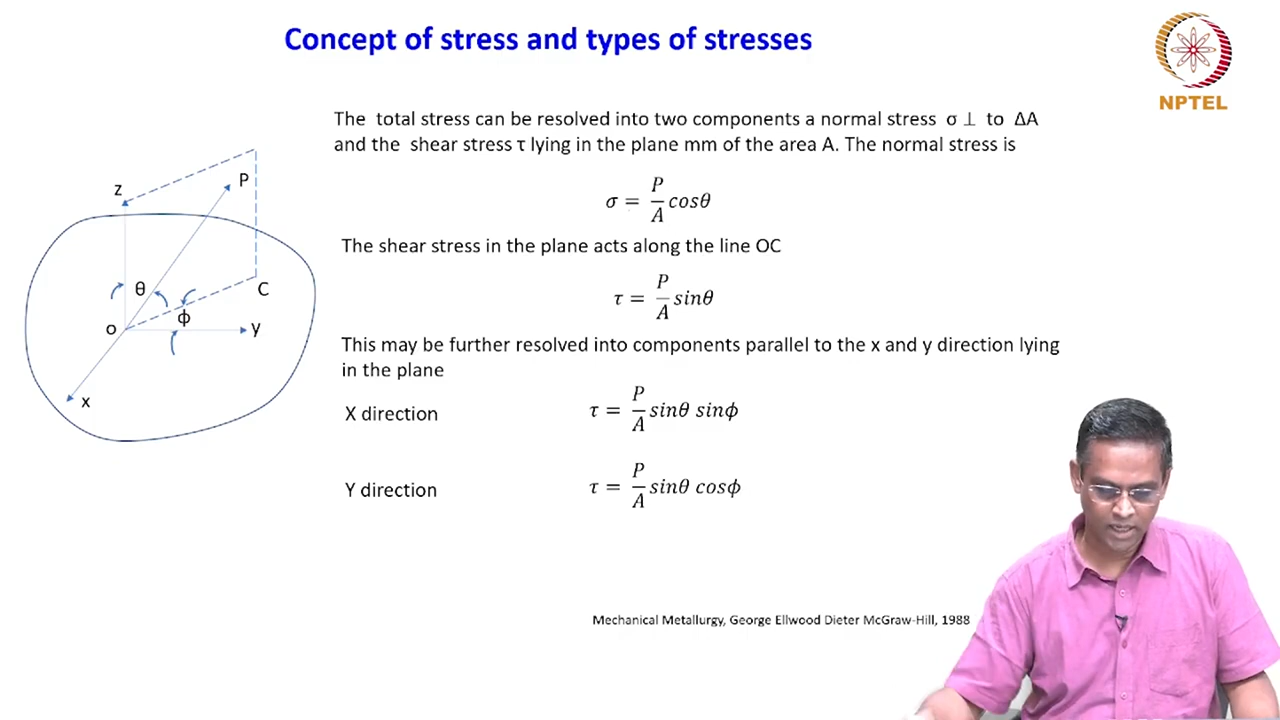 Concept of stress and types of stresses
NPTEL
The total stress can be resolved into two components a normal stress σ ⊥ to ΔA
and the shear stress τ lying in the plane mm of the area A. The normal stress is
σ = P/A cosθ
The shear stress in the plane acts along the line OC
τ = P/A sinθ
This may be further resolved into components parallel to the x and y direction lying
in the plane
X direction τ = P/A sinθ sinϕ
Y direction τ = P/A sinθ cosϕ
z
P
θ
C
ϕ
o
y
x
Mechanical Metallurgy, George Ellwood Dieter McGraw-Hill, 1988